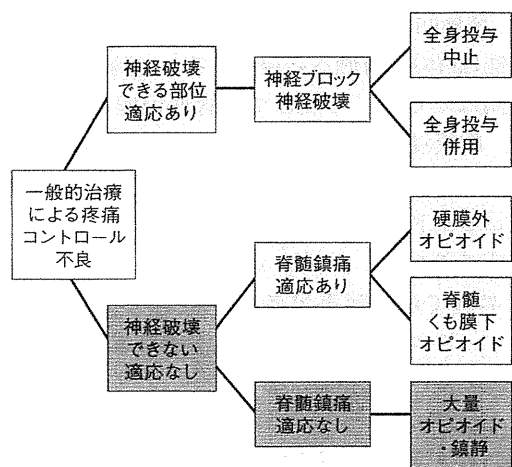 一般的治療
による疼痛
コントロール
不良
神経破壊
できる部位
適応あり
神経ブロック
神経破壊
全身投与
中止
全身投与
併用
神経破壊
できない
適応なし
脊髄鎮痛
適応あり
硬膜外
オピオイド
脊髄
くも膜下
オピオイド
脊髄鎮痛
適応なし
大量
オピオイド
・鎮静